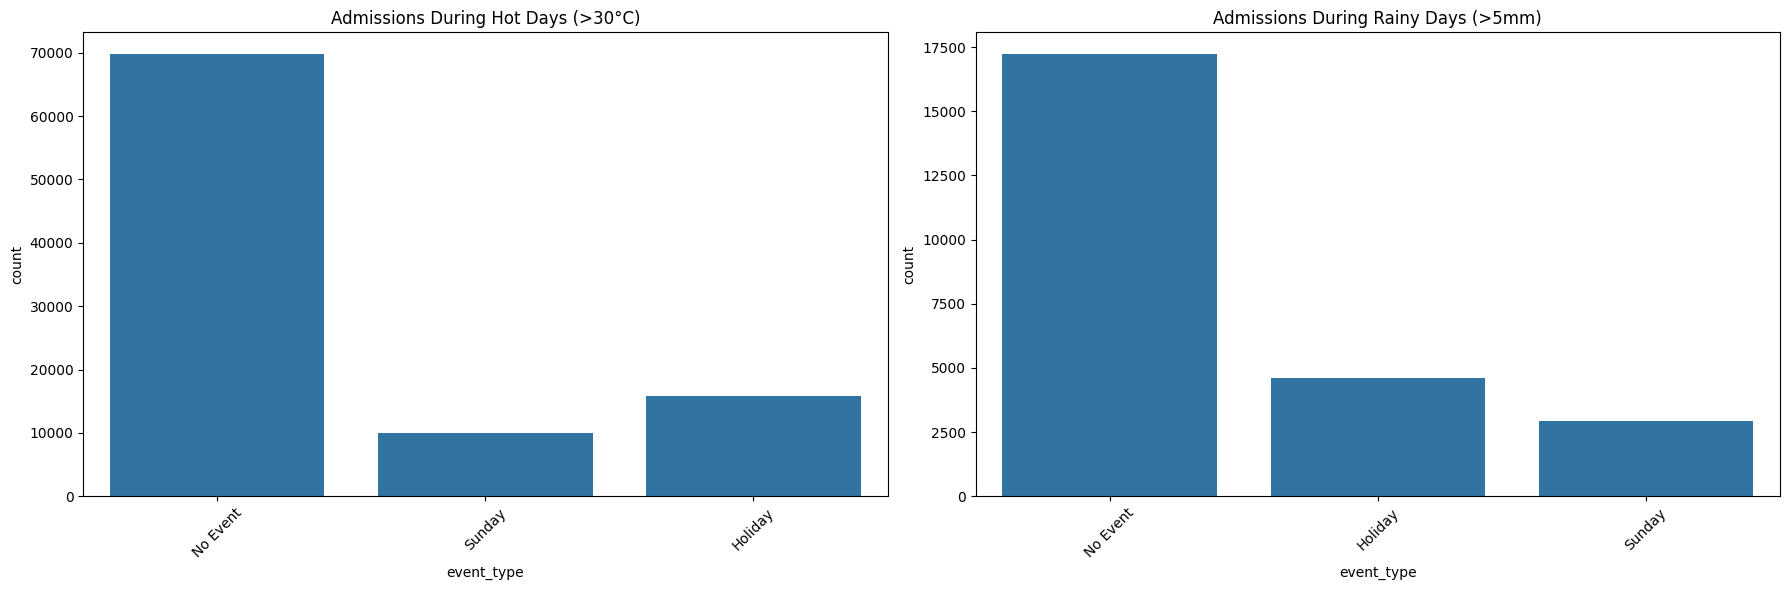 Admissions During Hot Days (>30°C)
70000
60000
50000
40000
30000
20000
10000
0
count
No Event
Sunday
Holiday
event_type
Admissions During Rainy Days (>5mm)
17500
15000
12500
10000
7500
5000
2500
0
count
No Event
Holiday
Sunday
event_type